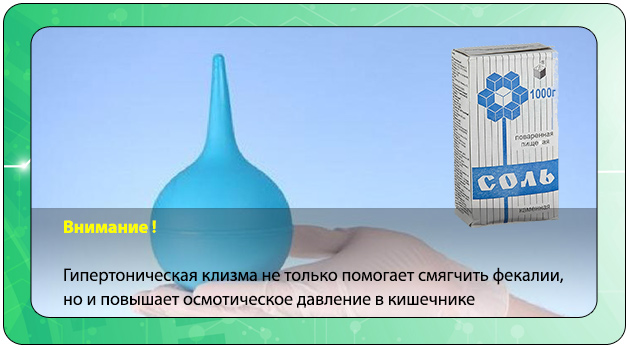 1000г
поваренная
пищевая
СОЛЬ
каменная
Внимание !
Гипертоническая клизма не только помогает смягчить фекалии,
но и повышает осмотическое давление в кишечнике